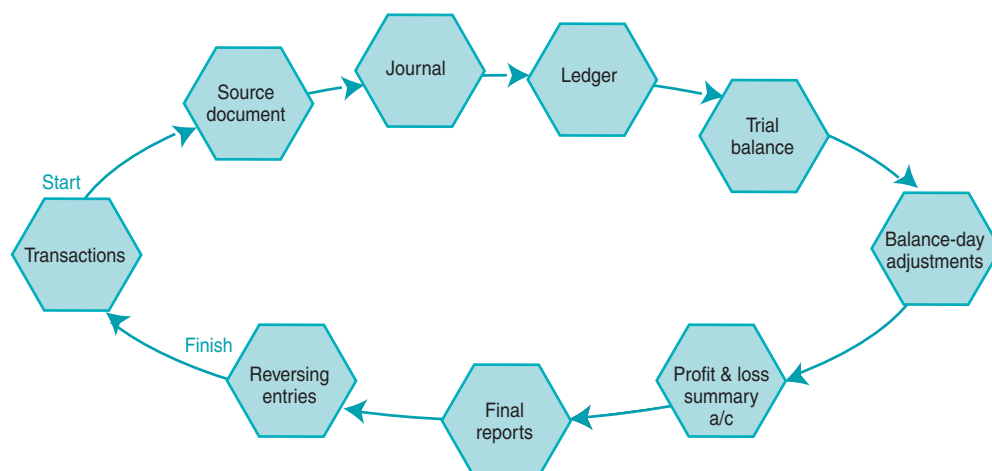 Start
Transactions
Source
document
Journal
Ledger
Trial
balance
Balance-day
adjustments
Profit & loss
summary
a/c
Final
reports
Reversing
entries
Finish